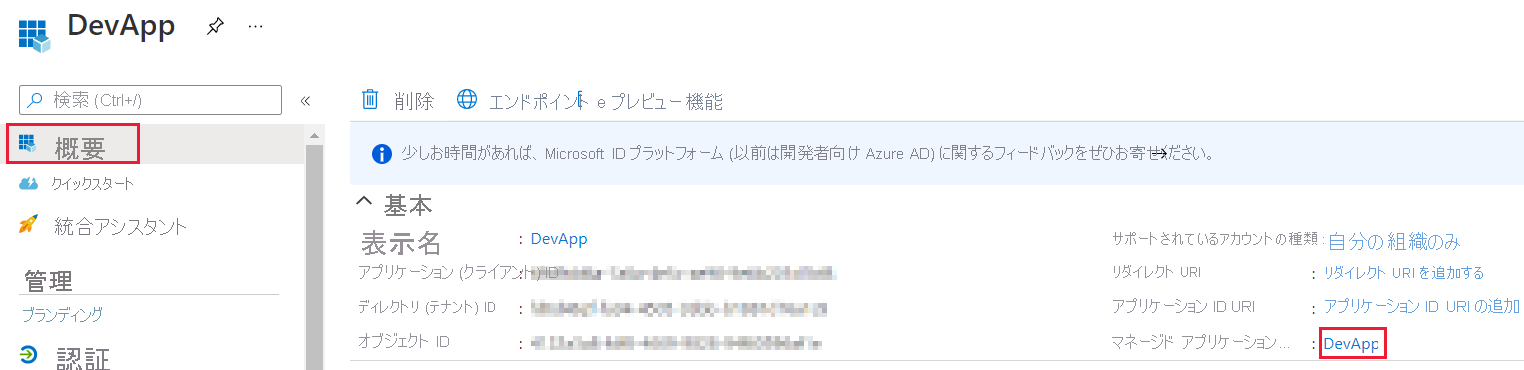 DevApp
検索 (Ctrl+/)
概要
クイックスタート
統合アシスタント
管理
ブランディング
認証
削除 エンドポイント e プレビュー機能
少しお時間があれば、Microsoft ID プラットフォーム (以前は開発者向け Azure AD) に関するフィードバックをぜひお寄せください。
基本
表示名 : DevApp
アプリケーション (クライアント) ID :
ディレクトリ (テナント) ID :
オブジェクト ID :
サポートされているアカウントの種類 : 自分の組織のみ
リダイレクト URI : リダイレクト URI を追加する
アプリケーション ID URI : アプリケーション ID URI の追加
マネージド アプリケーション... : DevApp